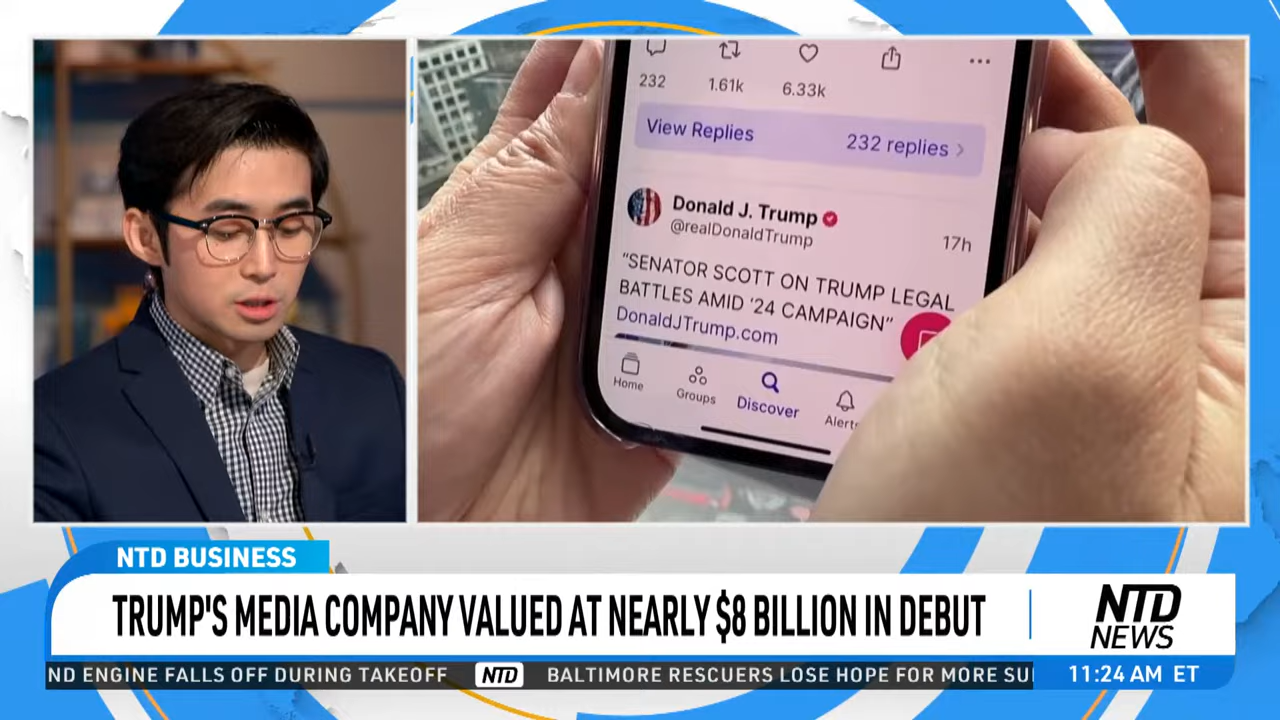 232
1.61k
6.33k
View Replies
232 replies
Donald J. Trump
@realDonaldTrump
17h
“SENATOR SCOTT ON TRUMP LEGAL
BATTLES AMID ‘24 CAMPAIGN”
DonaldJTrump.com
Home
Groups
Discover
Alerts
NTD BUSINESS
TRUMP'S MEDIA COMPANY VALUED AT NEARLY $8 BILLION IN DEBUT
NTD
NEWS
ENGINE FALLS OFF DURING TAKEOFF
NTD
BALTIMORE RESCUERS LOSE HOPE FOR MORE
11:24 AM ET